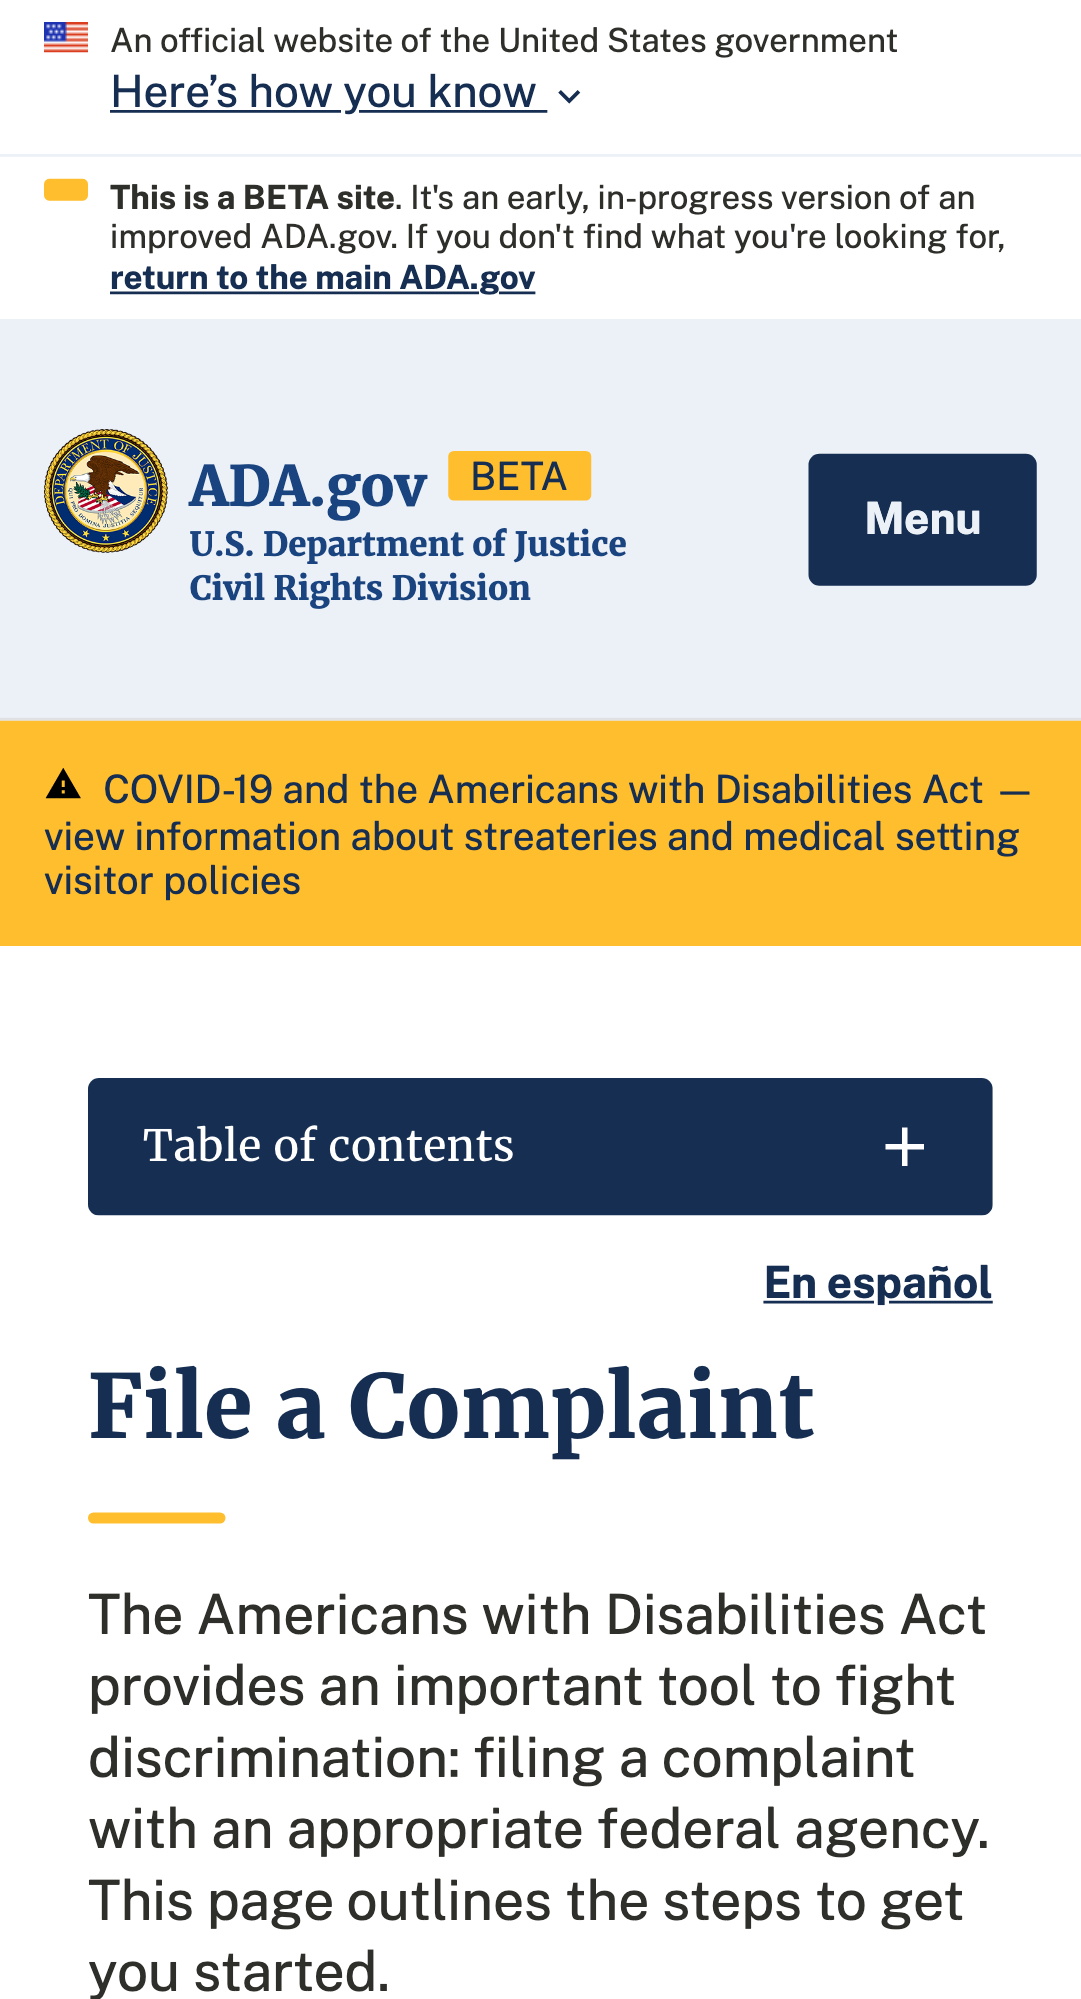 An official website of the United States government
Here’s how you know
This is a BETA site. It's an early, in-progress version of an
improved ADA.gov. If you don't find what you're looking for,
return to the main ADA.gov
DEPARTMENT OF JUSTICE
ADA.gov BETA
U.S. Department of Justice
Civil Rights Division
Menu
COVID-19 and the Americans with Disabilities Act —
view information about streateries and medical setting
visitor policies
Table of contents
En español
File a Complaint
The Americans with Disabilities Act
provides an important tool to fight
discrimination: filing a complaint
with an appropriate federal agency.
This page outlines the steps to get
you started.